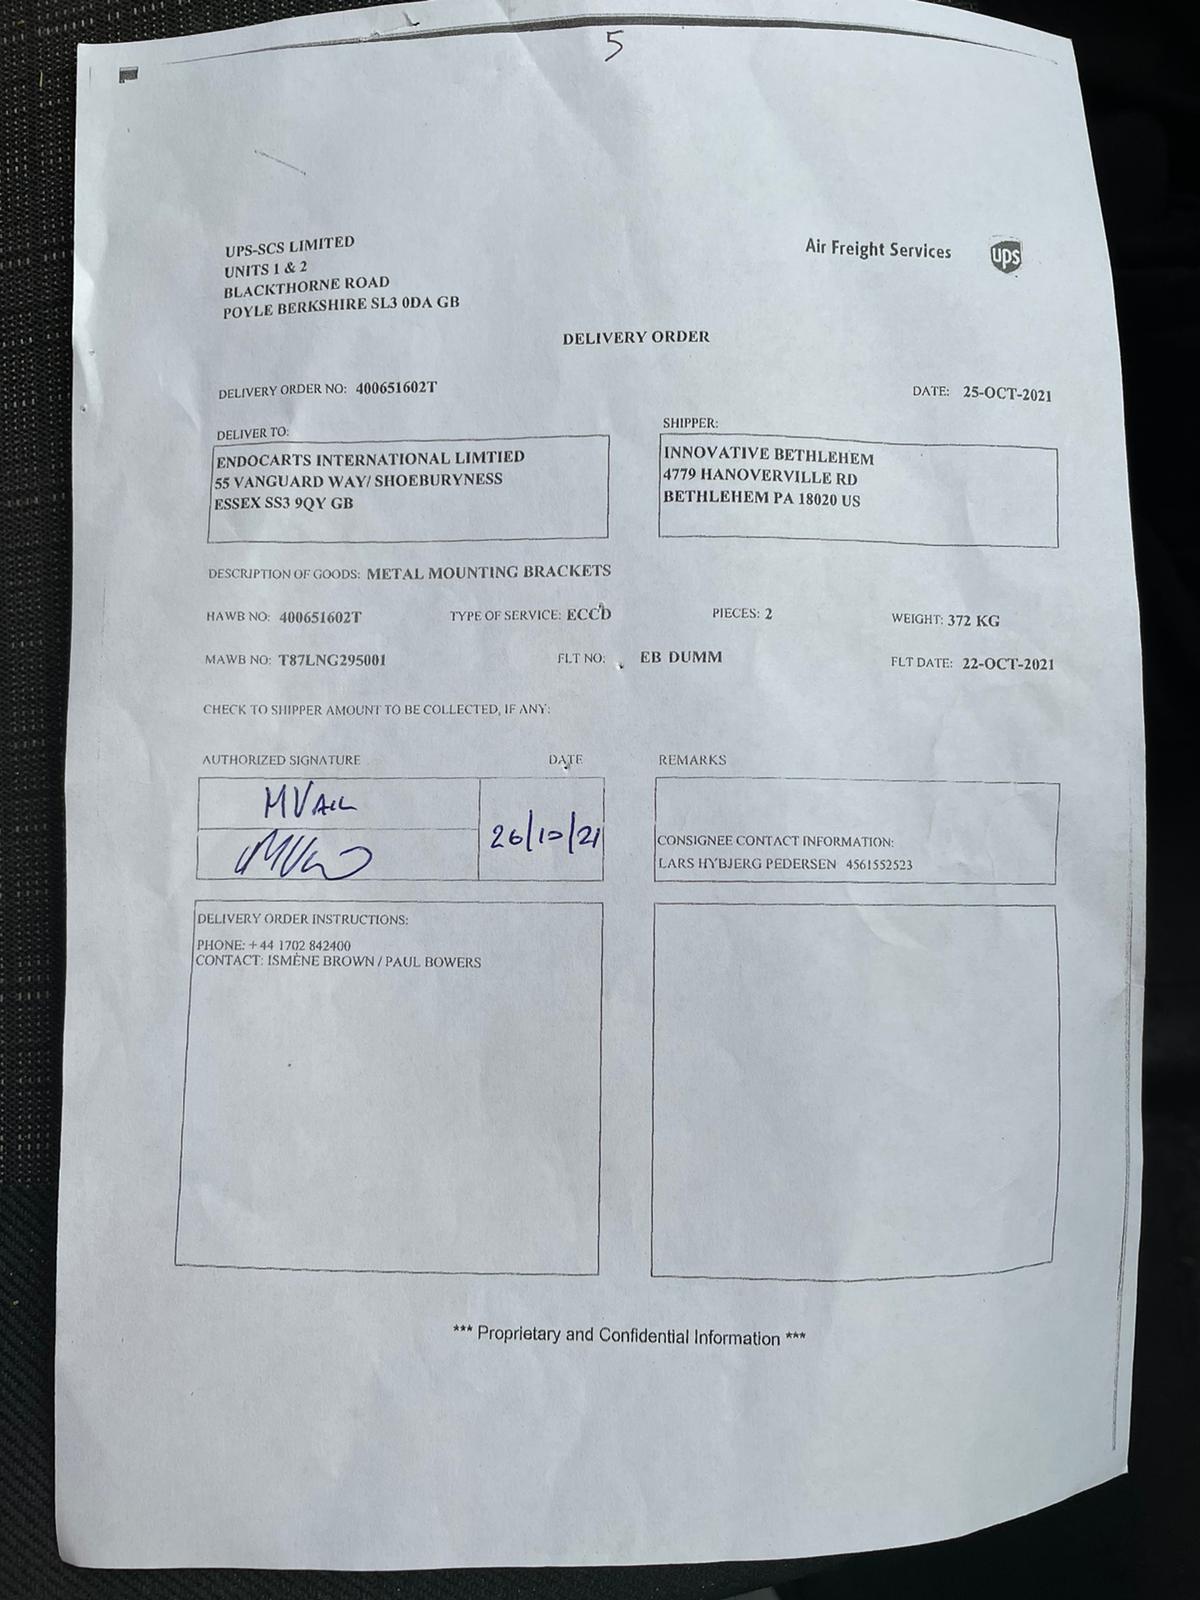 5
UPS-SCS LIMITED
UNITS 1 & 2
BLACKTHORNE ROAD
POYLE BERKSHIRE SL3 0DA GB
Air Freight Services
ups
DELIVERY ORDER
DELIVERY ORDER NO: 400651602T
DATE: 25-OCT-2021
DELIVER TO:
ENDOCARTS INTERNATIONAL LIMTIED
55 VANGUARD WAY/ SHOEBURYNESS
ESSEX SS3 9QY GB
SHIPPER:
INNOVATIVE BETHLEHEM
4779 HANOVERVILLE RD
BETHLEHEM PA 18020 US
DESCRIPTION OF GOODS: METAL MOUNTING BRACKETS
HAWB NO: 400651602T TYPE OF SERVICE: ECCD PIECES: 2 WEIGHT: 372 KG
MAWB NO: T87LNG295001 FLT NO: EB DUMM FLT DATE: 22-OCT-2021
CHECK TO SHIPPER AMOUNT TO BE COLLECTED, IF ANY:
AUTHORIZED SIGNATURE DATE
MVAIL
26/10/21
REMARKS
CONSIGNEE CONTACT INFORMATION:
LARS HYBJERG PEDERSEN 4561552523
DELIVERY ORDER INSTRUCTIONS:
PHONE: +44 1702 842400
CONTACT: ISMENE BROWN / PAUL BOWERS
*** Proprietary and Confidential Information ***